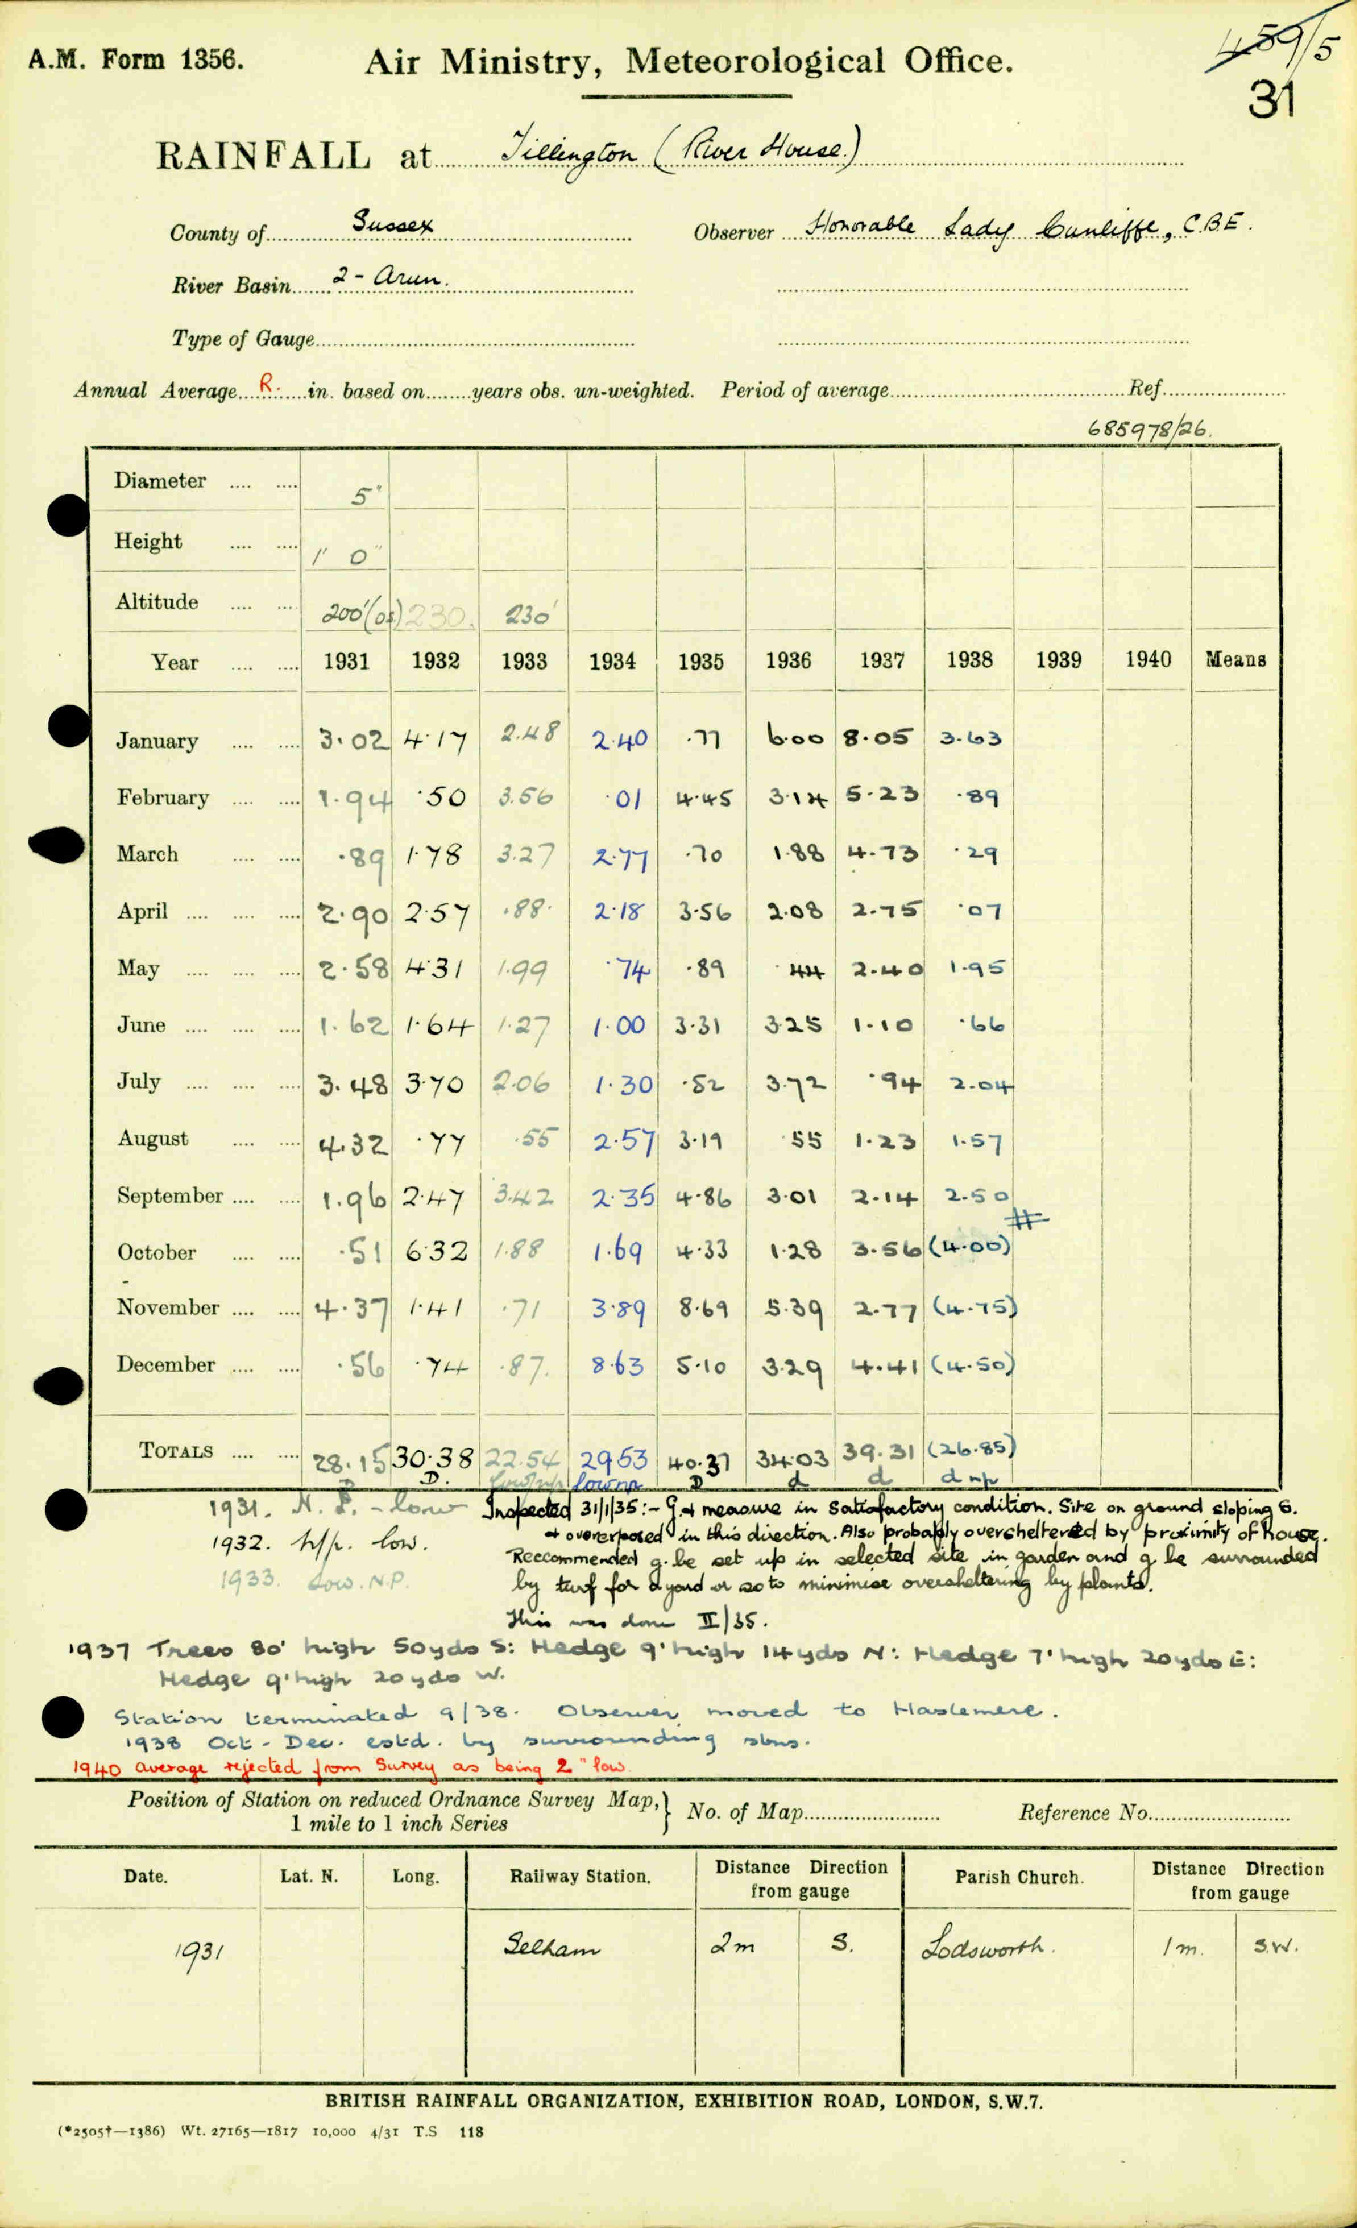 A.M. Form 1356.
Air Ministry, Meteorological Office.
459/5
31
RAINFALL at Tillington (River House)
County of Sussex Observer Honorable Lady Cunliffe, C.B.E.
River Basin 2 - Arun.
Type of Gauge
Annual Average R. in. based on years obs. un-weighted. Period of average Ref.
685978/26.
Diameter 5"
Height 1' 0"
Altitude 200'(os) 230. 230'
Year 1931 1932 1933 1934 1935 1936 1937 1938 1939 1940 Means
January 3.02 4.17 2.48 2.40 .77 6.00 8.05 3.63
February 1.94 .50 3.56 .01 4.45 3.14 5.23 .89
March .89 1.78 3.27 2.77 .70 1.88 4.73 .29
April 2.90 2.57 .88 2.18 3.56 2.08 2.75 .07
May 2.58 4.31 1.99 .74 .89 .44 2.40 1.95
June 1.62 1.64 1.27 1.00 3.31 3.25 1.10 .66
July 3.48 3.70 2.06 1.30 .52 3.72 .94 2.04
August 4.32 .77 .55 2.57 3.19 .55 1.23 1.57
September 1.96 2.47 3.42 2.35 4.86 3.01 2.14 2.50
October .51 6.32 1.88 1.69 4.33 1.28 3.56 (4.00)
November 4.37 1.41 .71 3.89 8.69 5.39 2.77 (4.75)
December .56 .74 .87. 8.63 5.10 3.29 4.41 (4.50)
TOTALS 28.15 30.38 22.54 29.53 40.37 34.03 39.31 (26.85)
D. low np low np D d d d np
1931. N.P. - low Inspected 31/1/35:- G. & measure in satisfactory condition. Site on ground sloping S.
1932. N/p. low. & overexposed in this direction. Also probably oversheltered by proximity of house.
1933. Low. N.P. Reccommended g. be set up in selected site in garden and g. be surrounded
by turf for a yard or so to minimise oversheltering by plants.
This was done II/35.
1937 Trees 80' high 50yds S: Hedge 9' high 14yds N: Hedge 7' high 20yds E:
Hedge 9' high 20yds W.
Station terminated 9/38. Observer moved to Haslemere.
1938 Oct - Dec. estd. by surrounding stns.
1940 average rejected from Survey as being 2" low.
Position of Station on reduced Ordnance Survey Map, 1 mile to 1 inch Series } No. of Map Reference No.
Date. Lat. N. Long. Railway Station. Distance Direction from gauge Parish Church. Distance Direction from gauge
1931 Selham 2m S. Lodsworth. 1m. S.W.
BRITISH RAINFALL ORGANIZATION, EXHIBITION ROAD, LONDON, S.W.7.
(*2505†—1386) Wt. 27165—1817 10,000 4/31 T.S 118